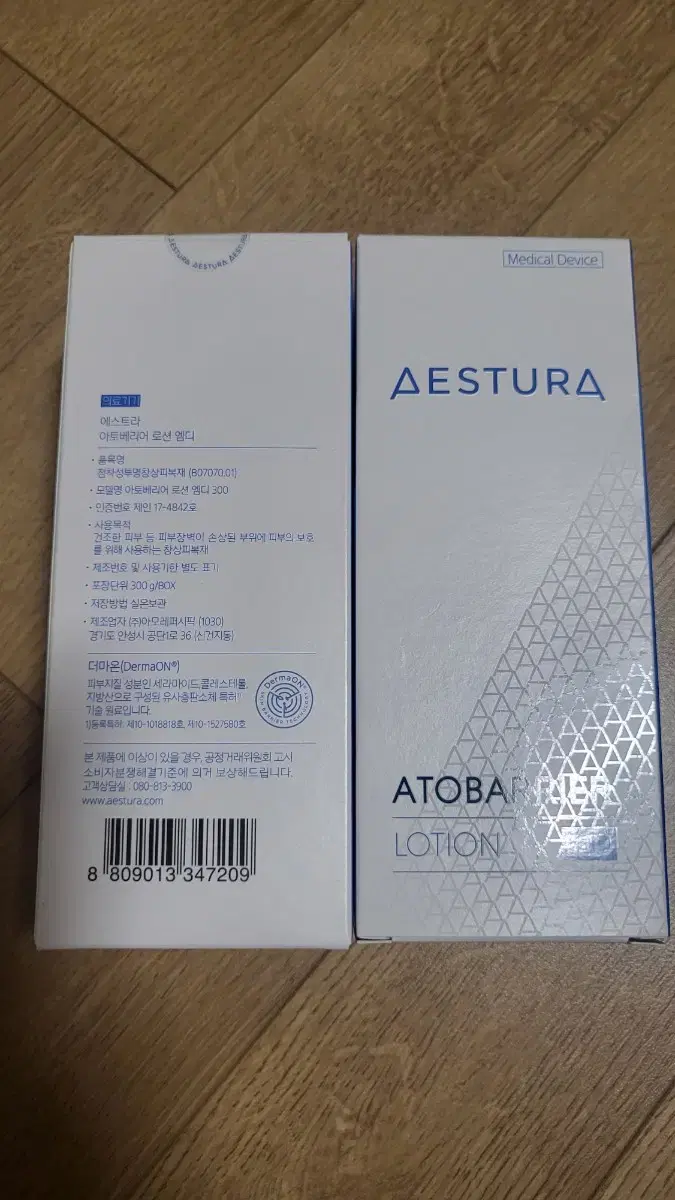 AESTURA AESTURA AESTURA
의료기기
에스트라
아토베리어 로션 엠디
· 품목명
점착성투명창상피복재 (B07070.01)
· 모델명 아토베리어 로션 엠디 300
· 인증번호 제인 17-4842호
· 사용목적
건조한 피부 등 피부장벽이 손상된 부위에 피부의 보호
를 위해 사용하는 창상피복재
· 제조번호 및 사용기한 별도 표기
· 포장단위 300 g/BOX
· 저장방법 실온보관
· 제조업자 (주)아모레퍼시픽 (1030)
경기도 안성시 공단1로 36 (신건지동)
더마온(DermaON®)
피부지질 성분인 세라마이드,콜레스테롤,
지방산으로 구성된 유사층판소체 특허¹⁾
기술 원료입니다.
1)등록특허: 제10-1018818호, 제10-1527580호
DermaON®
SKIN BARRIER TECHNOLOGY
본 제품에 이상이 있을 경우, 공정거래위원회 고시
소비자분쟁해결기준에 의거 보상해드립니다.
고객상담실 : 080-813-3900
www.aestura.com
8 809013 347209
Medical Device
AESTURA
ATOBARRIER
LOTION